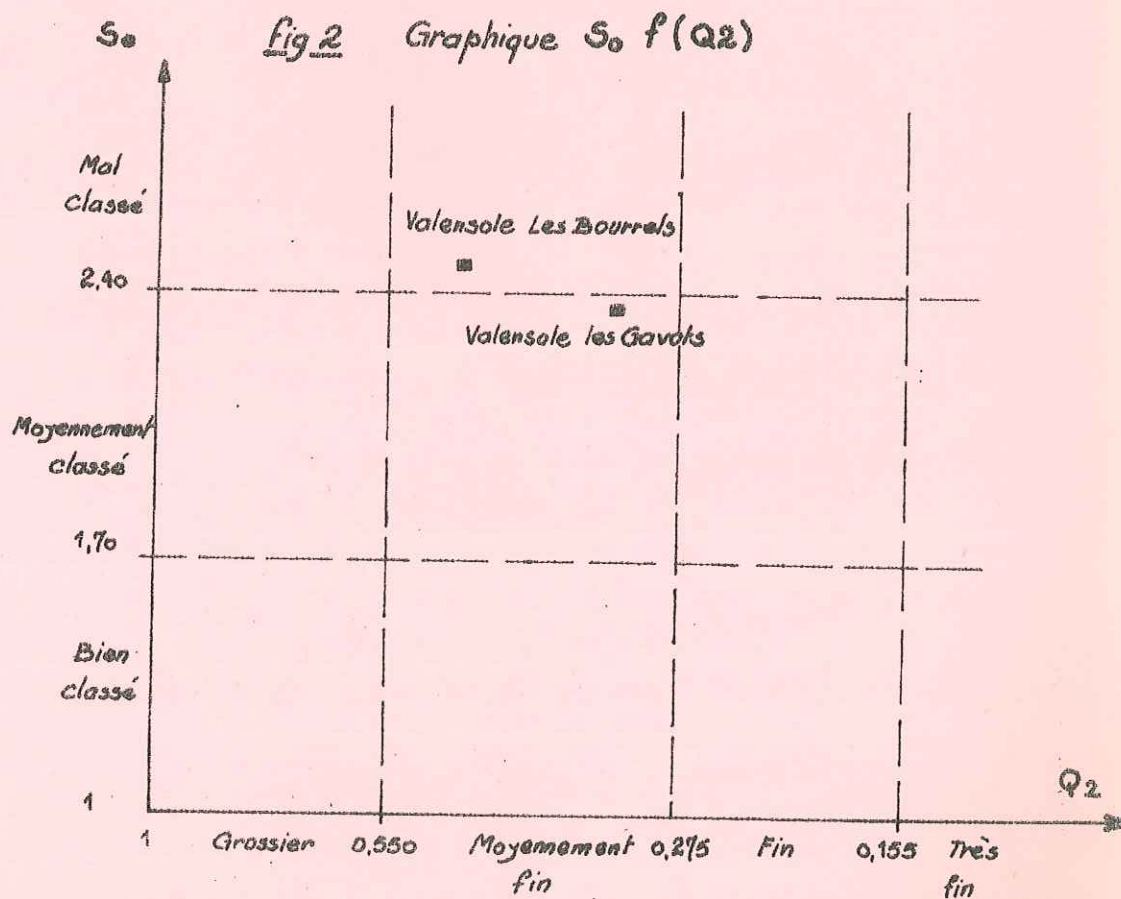 So fig 2 Graphique So f(Q2)
Mal
classé
Valensole Les Bourrels
2,40
Valensole les Gavots
Moyennement
classé
1,70
Bien
classé
Q2
1
1 Grossier 0,550 Moyennement 0,275 Fin 0,155 Très
fin fin